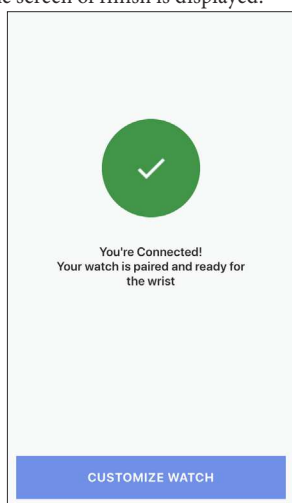 screen of finish is displayed.
You're Connected!
Your watch is paired and ready for
the wrist
CUSTOMIZE WATCH